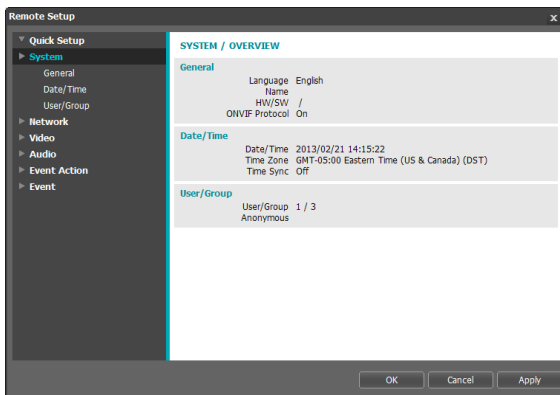 Remote Setup
x
Quick Setup
System
General
Date/Time
User/Group
Network
Video
Audio
Event Action
Event
SYSTEM / OVERVIEW
General
Language English
Name
HW/SW /
ONVIF Protocol On
Date/Time
Date/Time 2013/02/21 14:15:22
Time Zone GMT-05:00 Eastern Time (US & Canada) (DST)
Time Sync Off
User/Group
User/Group 1 / 3
Anonymous
OK Cancel Apply